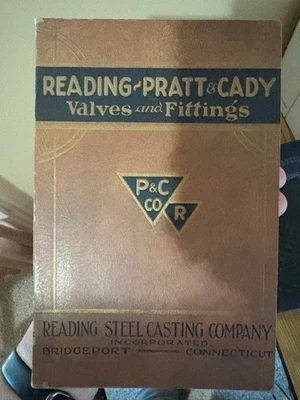 READING-PRATT & CADY
Valves and Fittings
P&C
CO
R
READING STEEL CASTING COMPANY
INCORPORATED
BRIDGEPORT — CONNECTICUT